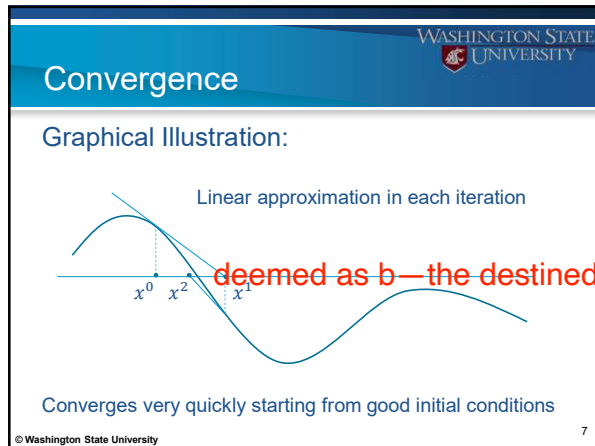 WASHINGTON STATE
UNIVERSITY
Convergence
Graphical Illustration:
Linear approximation in each iteration
deemed as b—the destined
x⁰ x² x¹
Converges very quickly starting from good initial conditions
7
© Washington State University